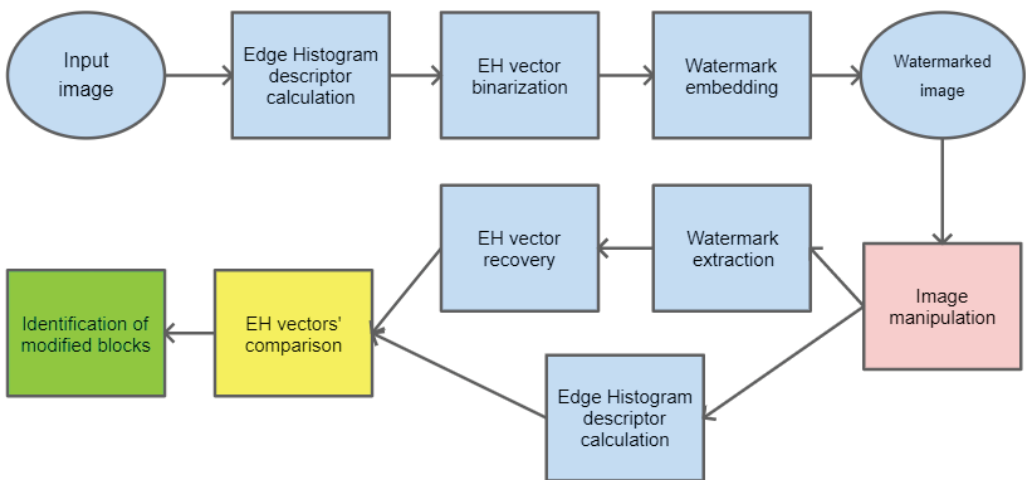 Input
image
Edge Histogram
descriptor
calculation
EH vector
binarization
Watermark
embedding
Watermarked
image
EH vector
recovery
Watermark
extraction
Image
manipulation
Identification of
modified blocks
EH vectors'
comparison
Edge Histogram
descriptor
calculation